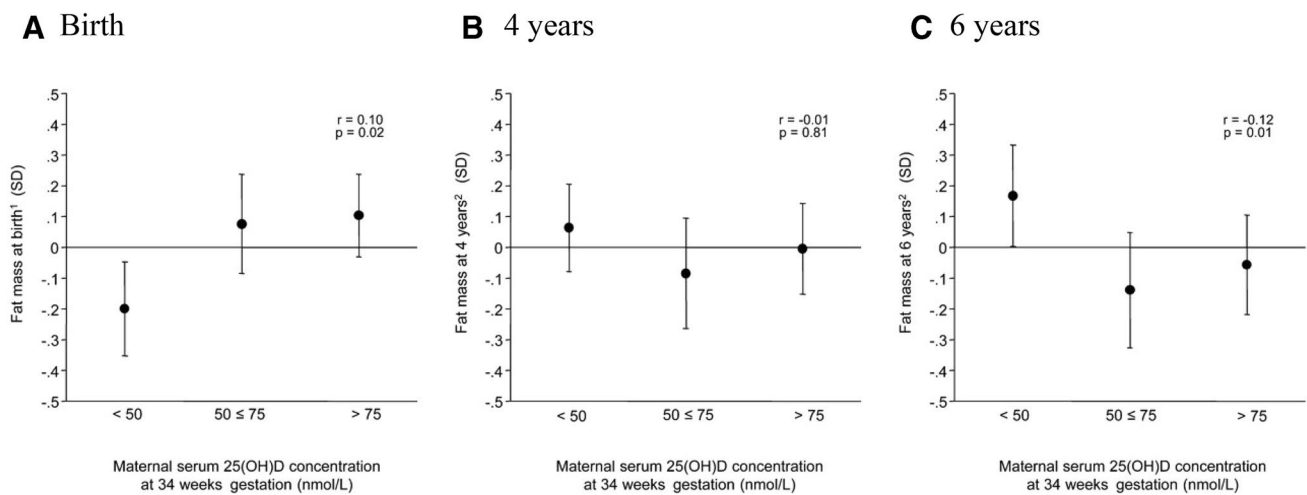 A Birth
.5
.4
.3
.2
.1
0
-.1
-.2
-.3
-.4
-.5
Fat mass at birth¹ (SD)
r = 0.10
p = 0.02
< 50 50 ≤ 75 > 75
Maternal serum 25(OH)D concentration
at 34 weeks gestation (nmol/L)
B 4 years
.5
.4
.3
.2
.1
0
-.1
-.2
-.3
-.4
-.5
Fat mass at 4 years² (SD)
r = -0.01
p = 0.81
< 50 50 ≤ 75 > 75
Maternal serum 25(OH)D concentration
at 34 weeks gestation (nmol/L)
C 6 years
.5
.4
.3
.2
.1
0
-.1
-.2
-.3
-.4
-.5
Fat mass at 6 years² (SD)
r = -0.12
p = 0.01
< 50 50 ≤ 75 > 75
Maternal serum 25(OH)D concentration
at 34 weeks gestation (nmol/L)